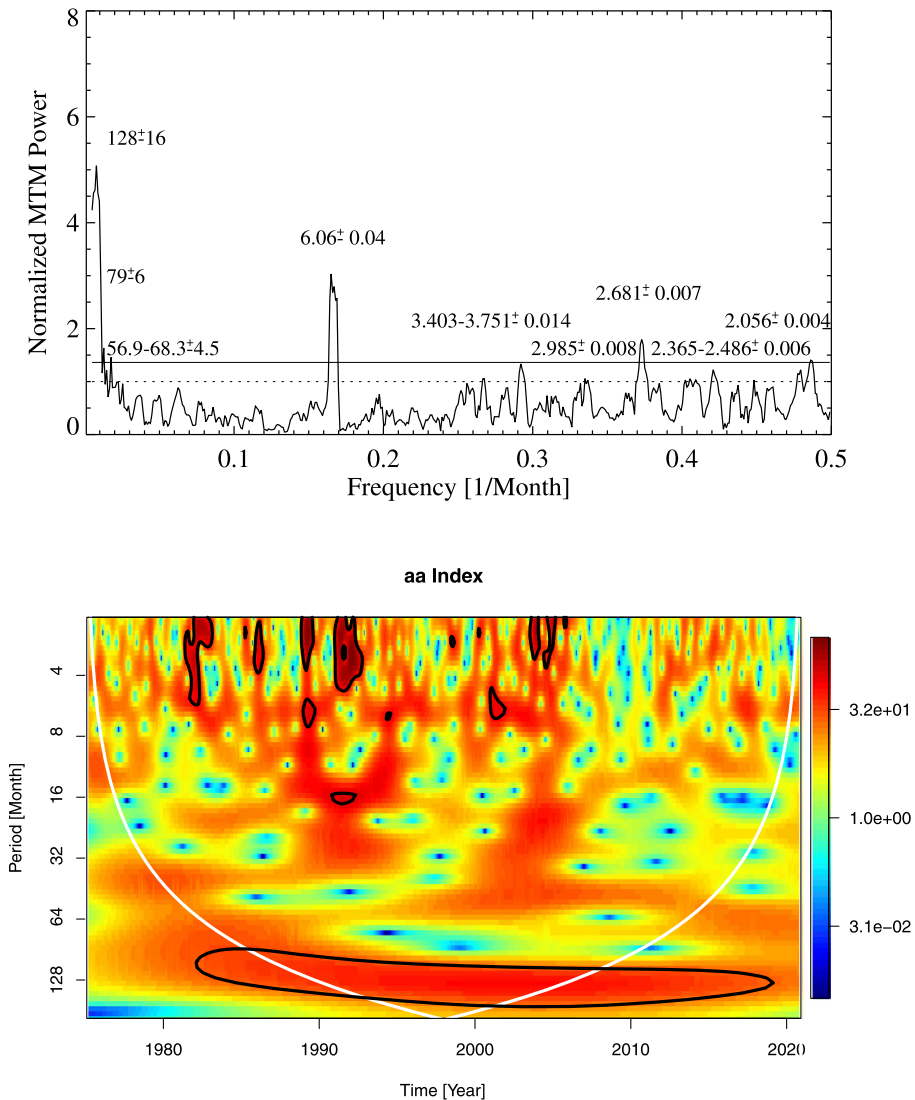 8
128±16
6
Normalized MTM Power
6.06± 0.04
4
79±6
2.681± 0.007
3.403-3.751± 0.014
2.056± 0.004
2
56.9-68.3±4.5
2.985± 0.008
2.365-2.486± 0.006
0
0.1 0.2 0.3 0.4 0.5
Frequency [1/Month]
aa Index
4
3.2e+01
8
16
1.0e+00
Period [Month]
32
64
3.1e-02
128
1980 1990 2000 2010 2020
Time [Year]